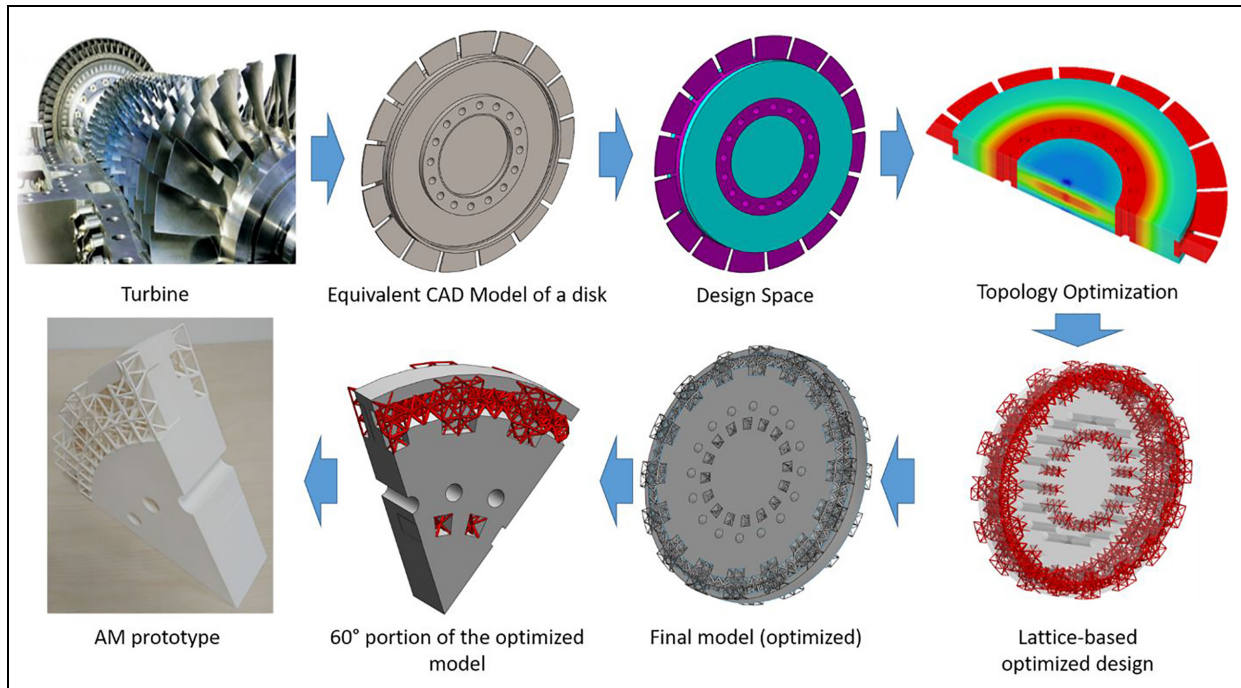 Turbine
Equivalent CAD Model of a disk
Design Space
Topology Optimization
AM prototype
60° portion of the optimized
model
Final model (optimized)
Lattice-based
optimized design